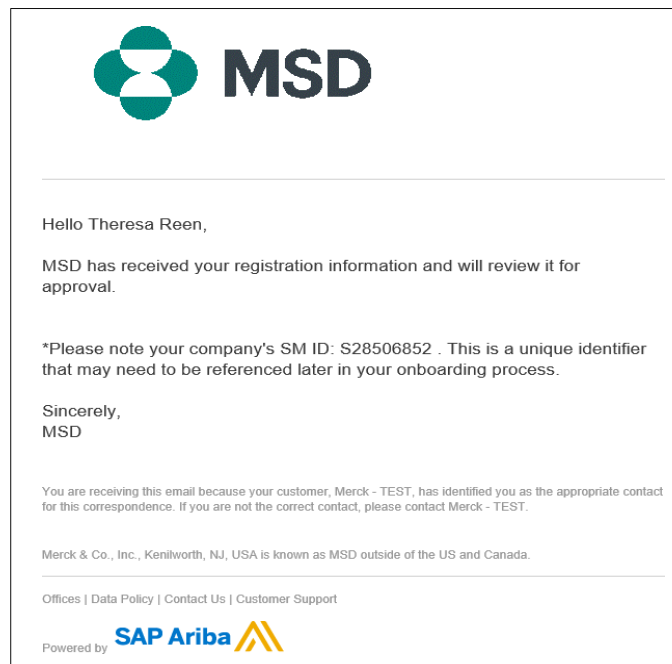 MSD
Hello Theresa Reen,
MSD has received your registration information and will review it for
approval.
*Please note your company's SM ID: S28506852 . This is a unique identifier
that may need to be referenced later in your onboarding process.
Sincerely,
MSD
You are receiving this email because your customer, Merck - TEST, has identified you as the appropriate contact
for this correspondence. If you are not the correct contact, please contact Merck - TEST.
Merck & Co., Inc., Kenilworth, NJ, USA is known as MSD outside of the US and Canada.
Offices | Data Policy | Contact Us | Customer Support
Powered by SAP Ariba